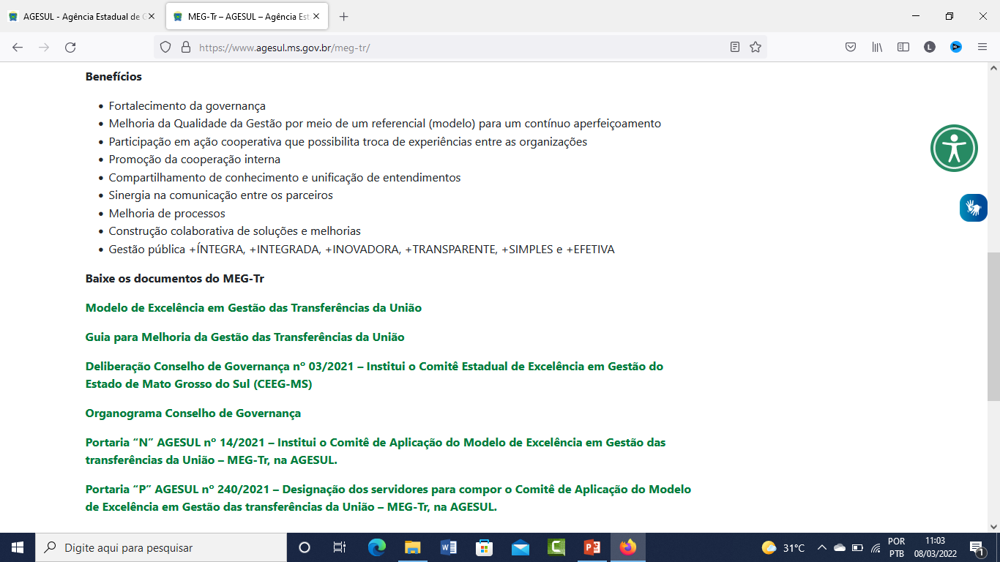 AGESUL - Agência Estadual de G
MEG-Tr – AGESUL – Agência Est
https://www.agesul.ms.gov.br/meg-tr/
L
Benefícios
Fortalecimento da governança
Melhoria da Qualidade da Gestão por meio de um referencial (modelo) para um contínuo aperfeiçoamento
Participação em ação cooperativa que possibilita troca de experiências entre as organizações
Promoção da cooperação interna
Compartilhamento de conhecimento e unificação de entendimentos
Sinergia na comunicação entre os parceiros
Melhoria de processos
Construção colaborativa de soluções e melhorias
Gestão pública +ÍNTEGRA, +INTEGRADA, +INOVADORA, +TRANSPARENTE, +SIMPLES e +EFETIVA
Baixe os documentos do MEG-Tr
Modelo de Excelência em Gestão das Transferências da União
Guia para Melhoria da Gestão das Transferências da União
Deliberação Conselho de Governança nº 03/2021 – Institui o Comitê Estadual de Excelência em Gestão do
Estado de Mato Grosso do Sul (CEEG-MS)
Organograma Conselho de Governança
Portaria “N” AGESUL nº 14/2021 – Institui o Comitê de Aplicação do Modelo de Excelência em Gestão das
transferências da União – MEG-Tr, na AGESUL.
Portaria “P” AGESUL nº 240/2021 – Designação dos servidores para compor o Comitê de Aplicação do Modelo
de Excelência em Gestão das transferências da União – MEG-Tr, na AGESUL.
Digite aqui para pesquisar
31°C
POR
PTB
11:03
08/03/2022
1